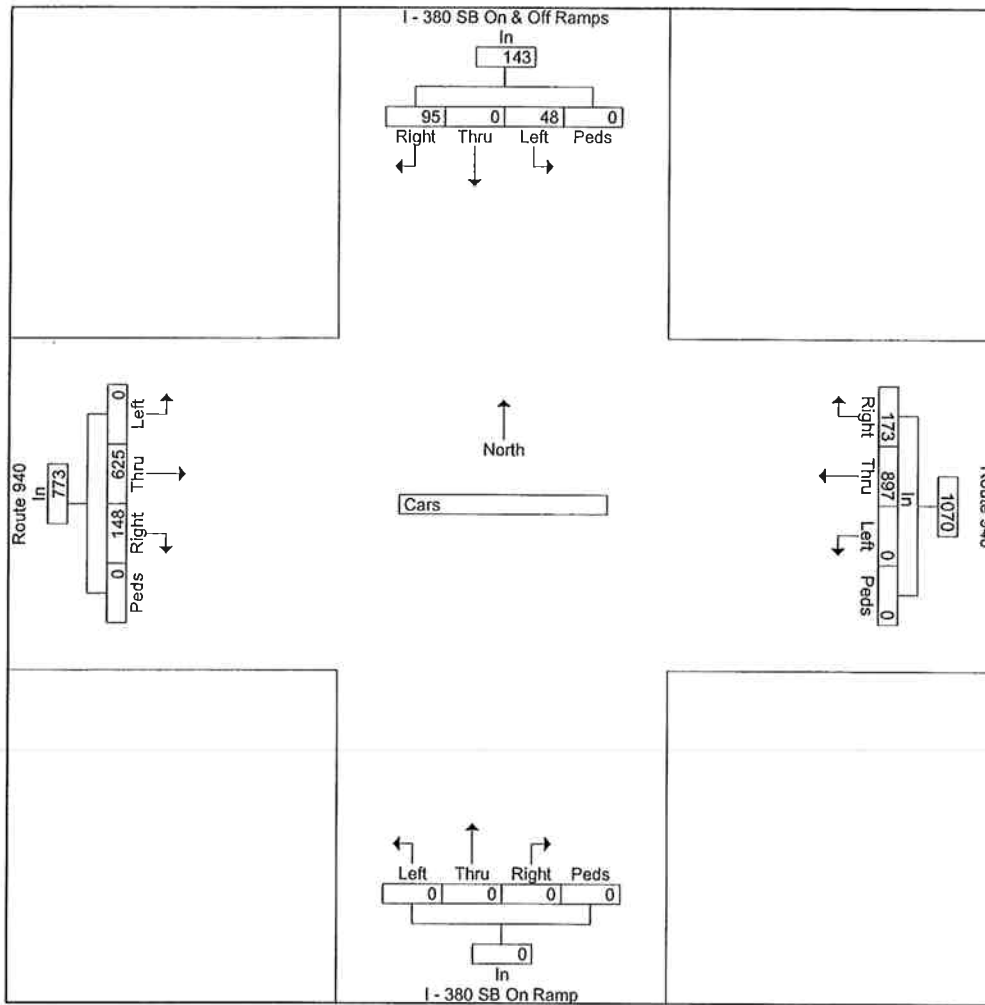 I - 380 SB On & Off Ramps
In
143
95 0 48 0
Right Thru Left Peds
Route 940
In
773
0 625 148 0
Left Thru Right Peds
North
Cars
Right Thru Left Peds
173 897 0 0
In
1070
Left Thru Right Peds
0 0 0 0
0
In
I - 380 SB On Ramp